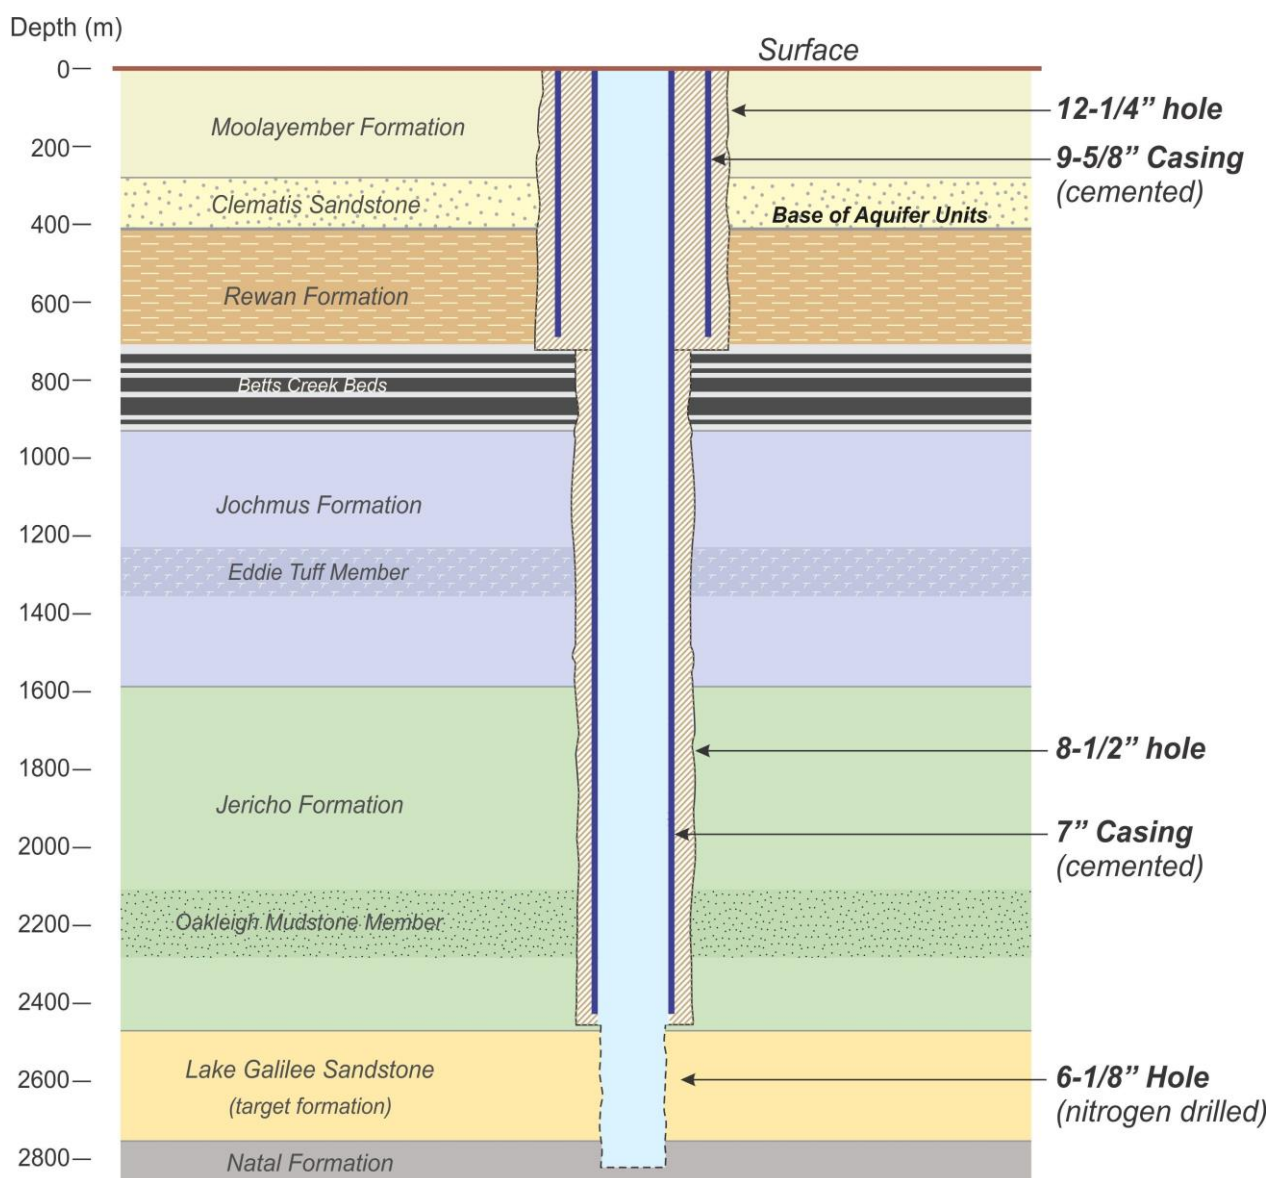 Depth (m)
Surface
0
12-1/4” hole
Moolayember Formation
200
9-5/8” Casing
(cemented)
Clematis Sandstone
Base of Aquifer Units
400
Rewan Formation
600
800
Betts Creek Beds
1000
Jochmus Formation
1200
Eddie Tuff Member
1400
1600
8-1/2” hole
1800
Jericho Formation
2000
7” Casing
(cemented)
2200
Oakleigh Mudstone Member
2400
Lake Galilee Sandstone
(target formation)
2600
6-1/8” Hole
(nitrogen drilled)
2800
Natal Formation